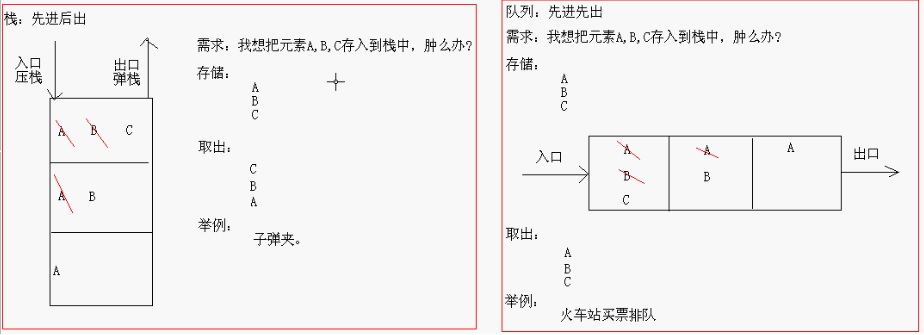 栈：先进后出
需求：我想把元素A,B,C存入到栈中，肿么办？
入口
压栈
出口
弹栈
存储：
A
B
C
A B C
取出：
C
B
A
A B
举例：
子弹夹。
A
队列：先进先出
需求：我想把元素A,B,C存入到栈中，肿么办？
存储：
A
B
C
入口
A A A
B B
C
出口
取出：
A
B
C
举例：
火车站买票排队